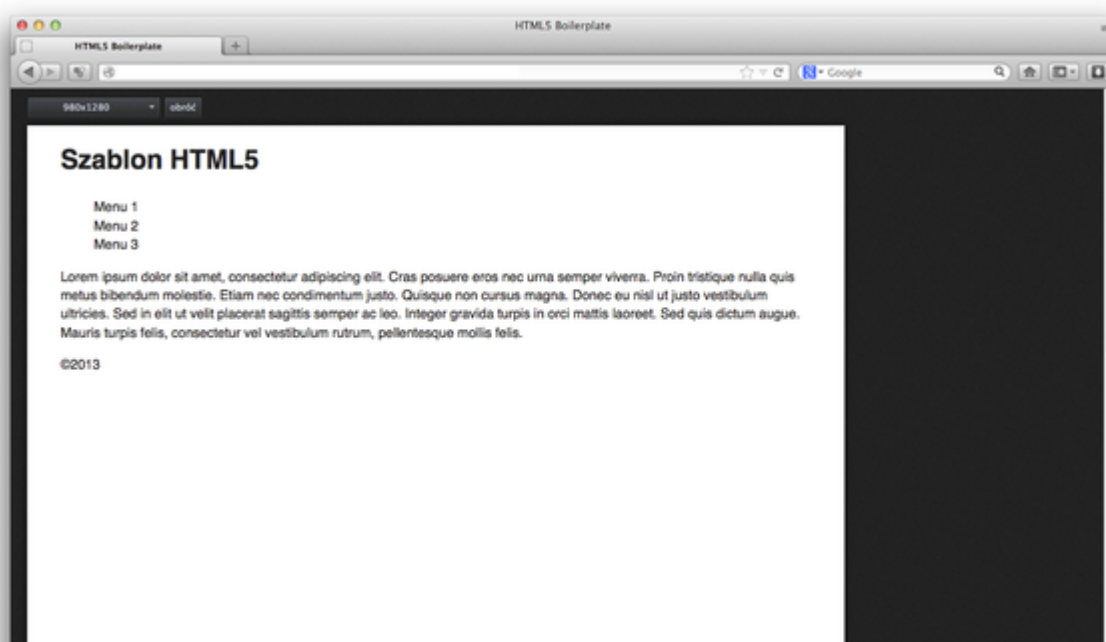 HTML5 Boilerplate
HTML5 Boilerplate
Google
980x1280 obróć
Szablon HTML5
Menu 1
Menu 2
Menu 3
Lorem ipsum dolor sit amet, consectetur adipiscing elit. Cras posuere eros nec urna semper viverra. Proin tristique nulla quis
metus bibendum molestie. Etiam nec condimentum justo. Quisque non cursus magna. Donec eu nisl ut justo vestibulum
ultricies. Sed in elit ut velit placerat sagittis semper ac leo. Integer gravida turpis in orci mattis laoreet. Sed quis dictum augue.
Mauris turpis felis, consectetur vel vestibulum rutrum, pellentesque mollis felis.
©2013